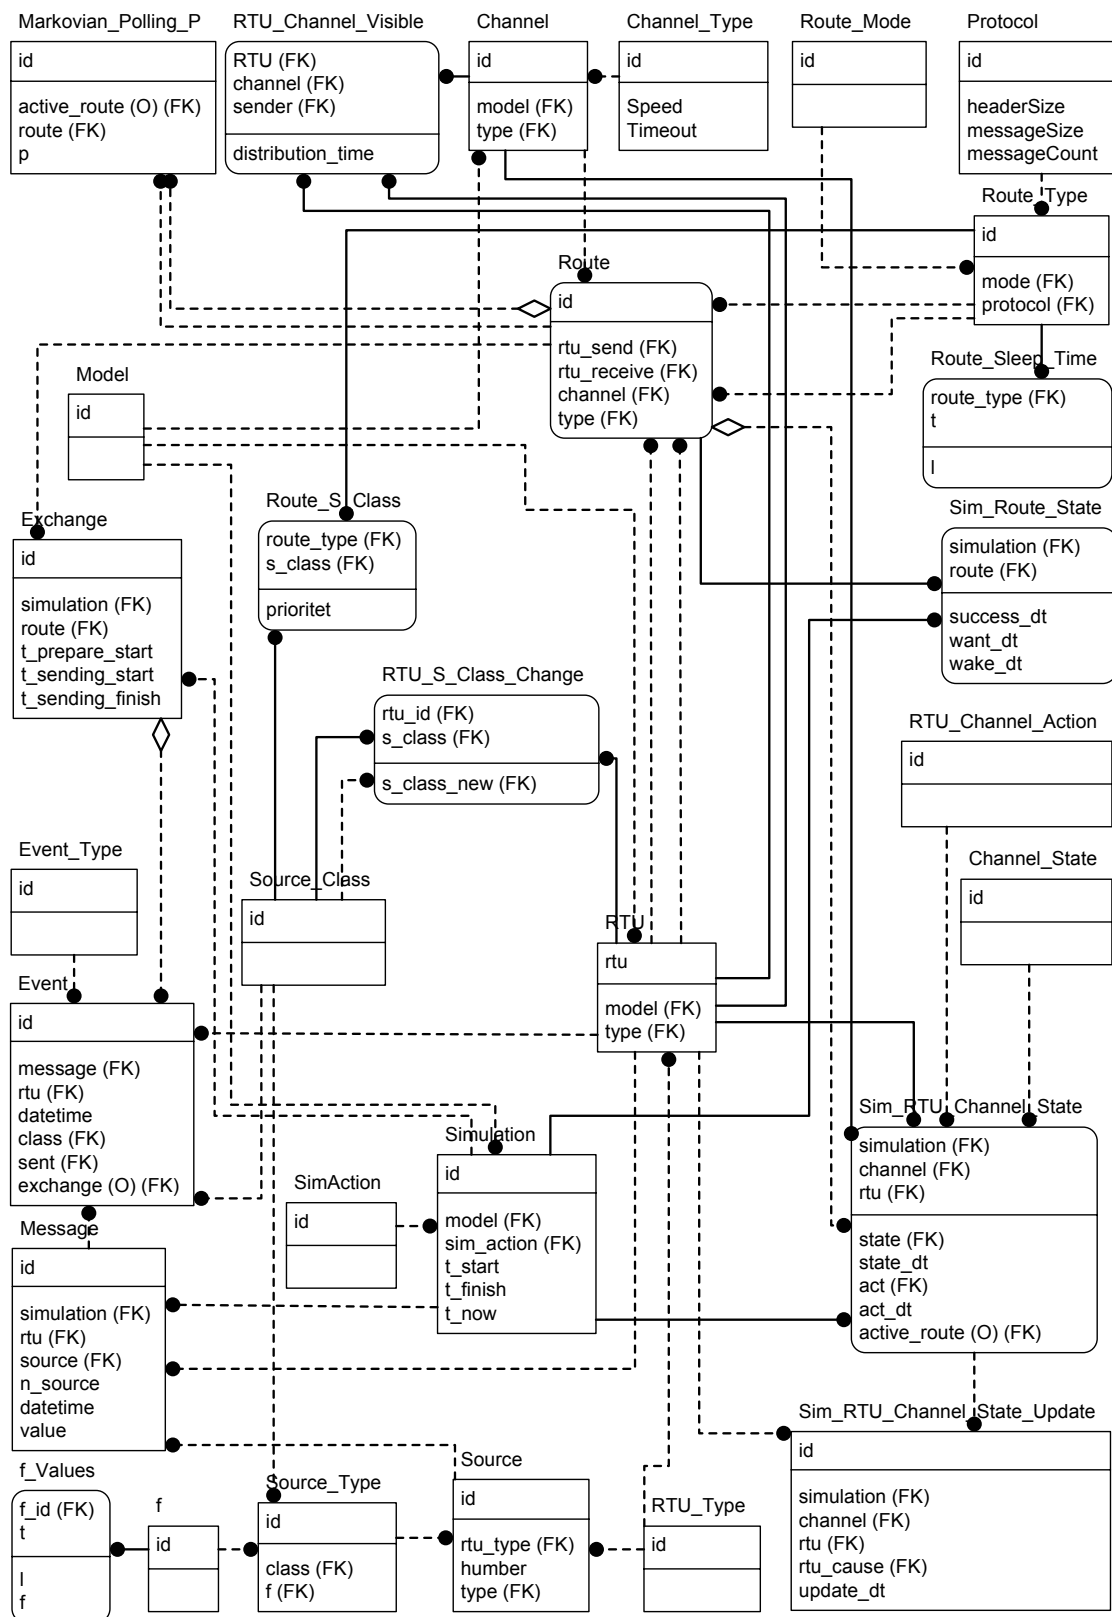 Markovian_Polling_P
id
active_route (O) (FK)
route (FK)
p
RTU_Channel_Visible
RTU (FK)
channel (FK)
sender (FK)
distribution_time
Channel
id
model (FK)
type (FK)
Channel_Type
id
Speed
Timeout
Route_Mode
id
Protocol
id
headerSize
messageSize
messageCount
Route_Type
id
mode (FK)
protocol (FK)
Route
id
rtu_send (FK)
rtu_receive (FK)
channel (FK)
type (FK)
Route_Sleep_Time
route_type (FK)
t
l
Model
id
Route_S_Class
route_type (FK)
s_class (FK)
prioritet
Exchange
id
simulation (FK)
route (FK)
t_prepare_start
t_sending_start
t_sending_finish
Sim_Route_State
simulation (FK)
route (FK)
success_dt
want_dt
wake_dt
RTU_S_Class_Change
rtu_id (FK)
s_class (FK)
s_class_new (FK)
RTU_Channel_Action
id
Channel_State
id
Event_Type
id
Source_Class
id
RTU
rtu
model (FK)
type (FK)
Event
id
message (FK)
rtu (FK)
datetime
class (FK)
sent (FK)
exchange (O) (FK)
Simulation
id
model (FK)
sim_action (FK)
t_start
t_finish
t_now
SimAction
id
Sim_RTU_Channel_State
simulation (FK)
channel (FK)
rtu (FK)
state (FK)
state_dt
act (FK)
act_dt
active_route (O) (FK)
Message
id
simulation (FK)
rtu (FK)
source (FK)
n_source
datetime
value
Sim_RTU_Channel_State_Update
id
simulation (FK)
channel (FK)
rtu (FK)
rtu_cause (FK)
update_dt
f_Values
f_id (FK)
t
l
f
f
id
Source_Type
id
class (FK)
f (FK)
Source
id
rtu_type (FK)
humber
type (FK)
RTU_Type
id